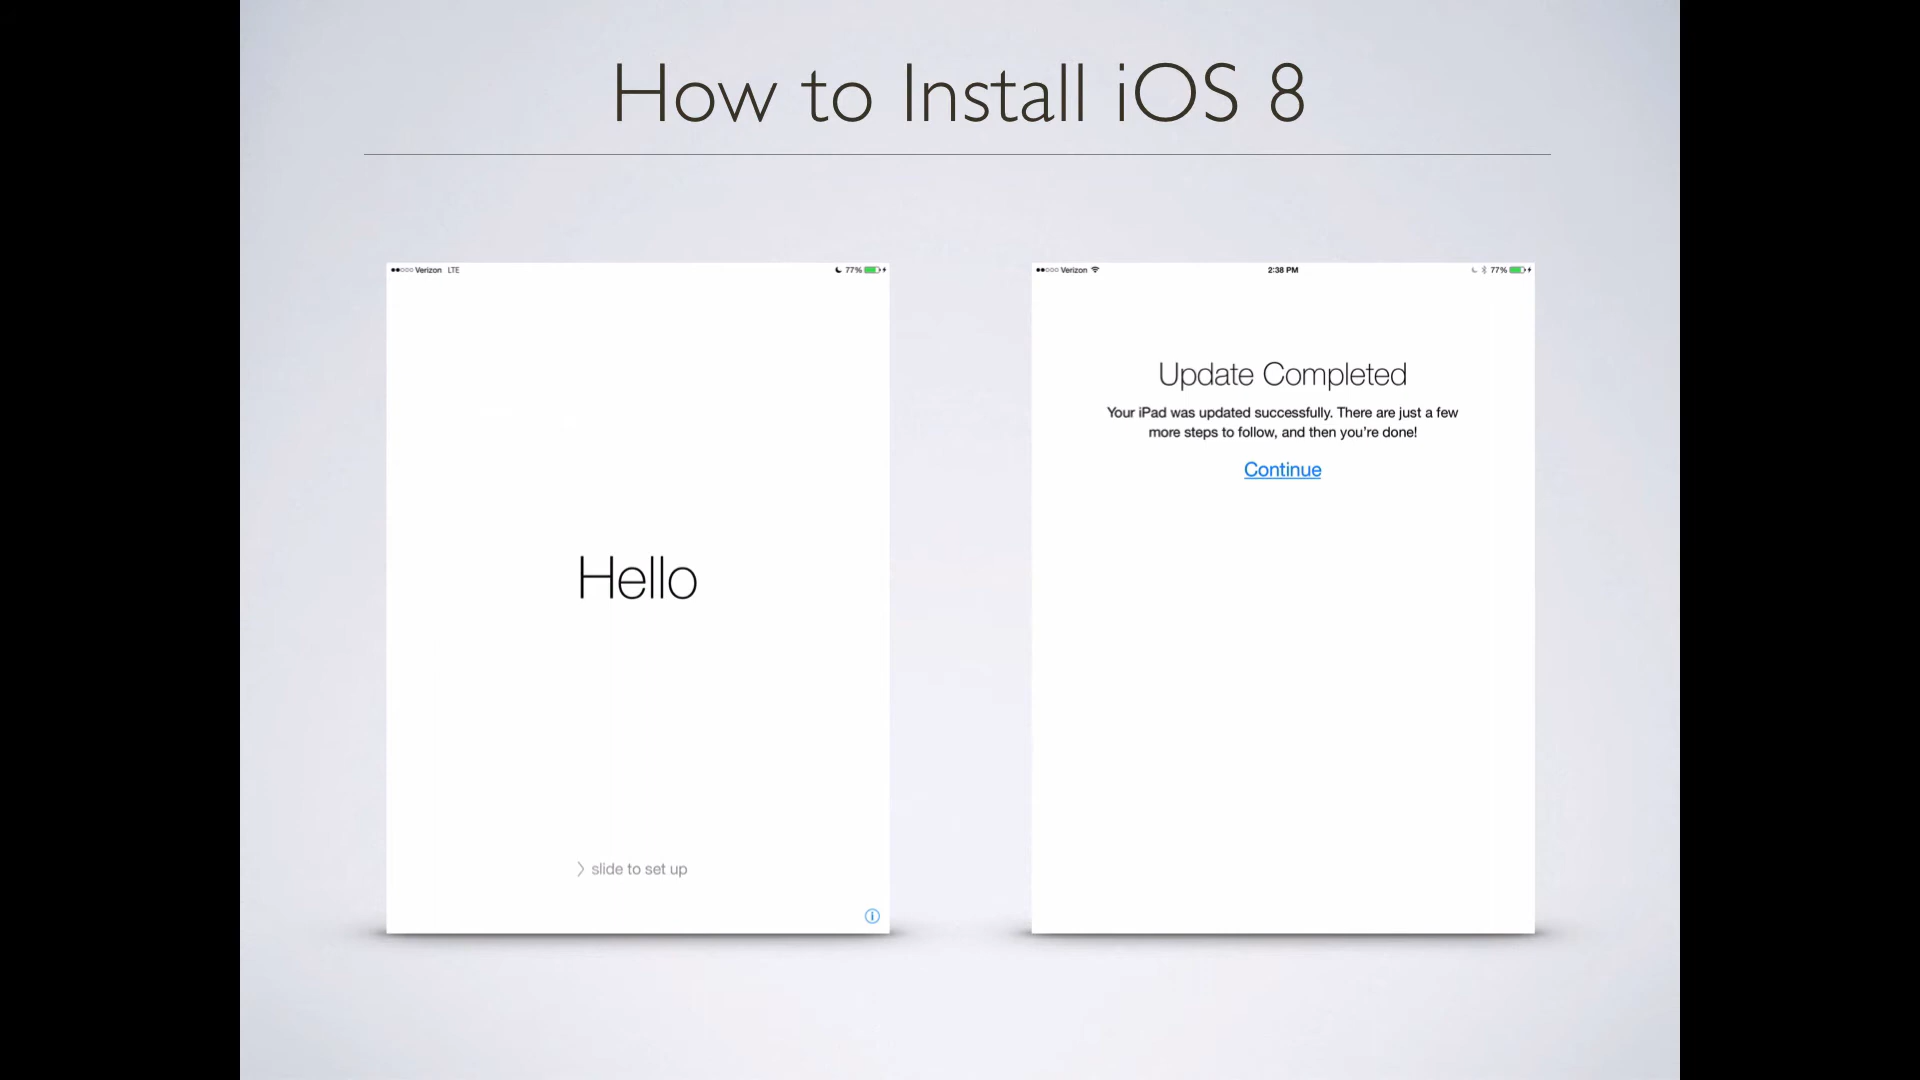 How to Install iOS 8
Verizon LTE 77%
Hello
slide to set up
Verizon 2:38 PM 77%
Update Completed
Your iPad was updated successfully. There are just a few
more steps to follow, and then you're done!
Continue